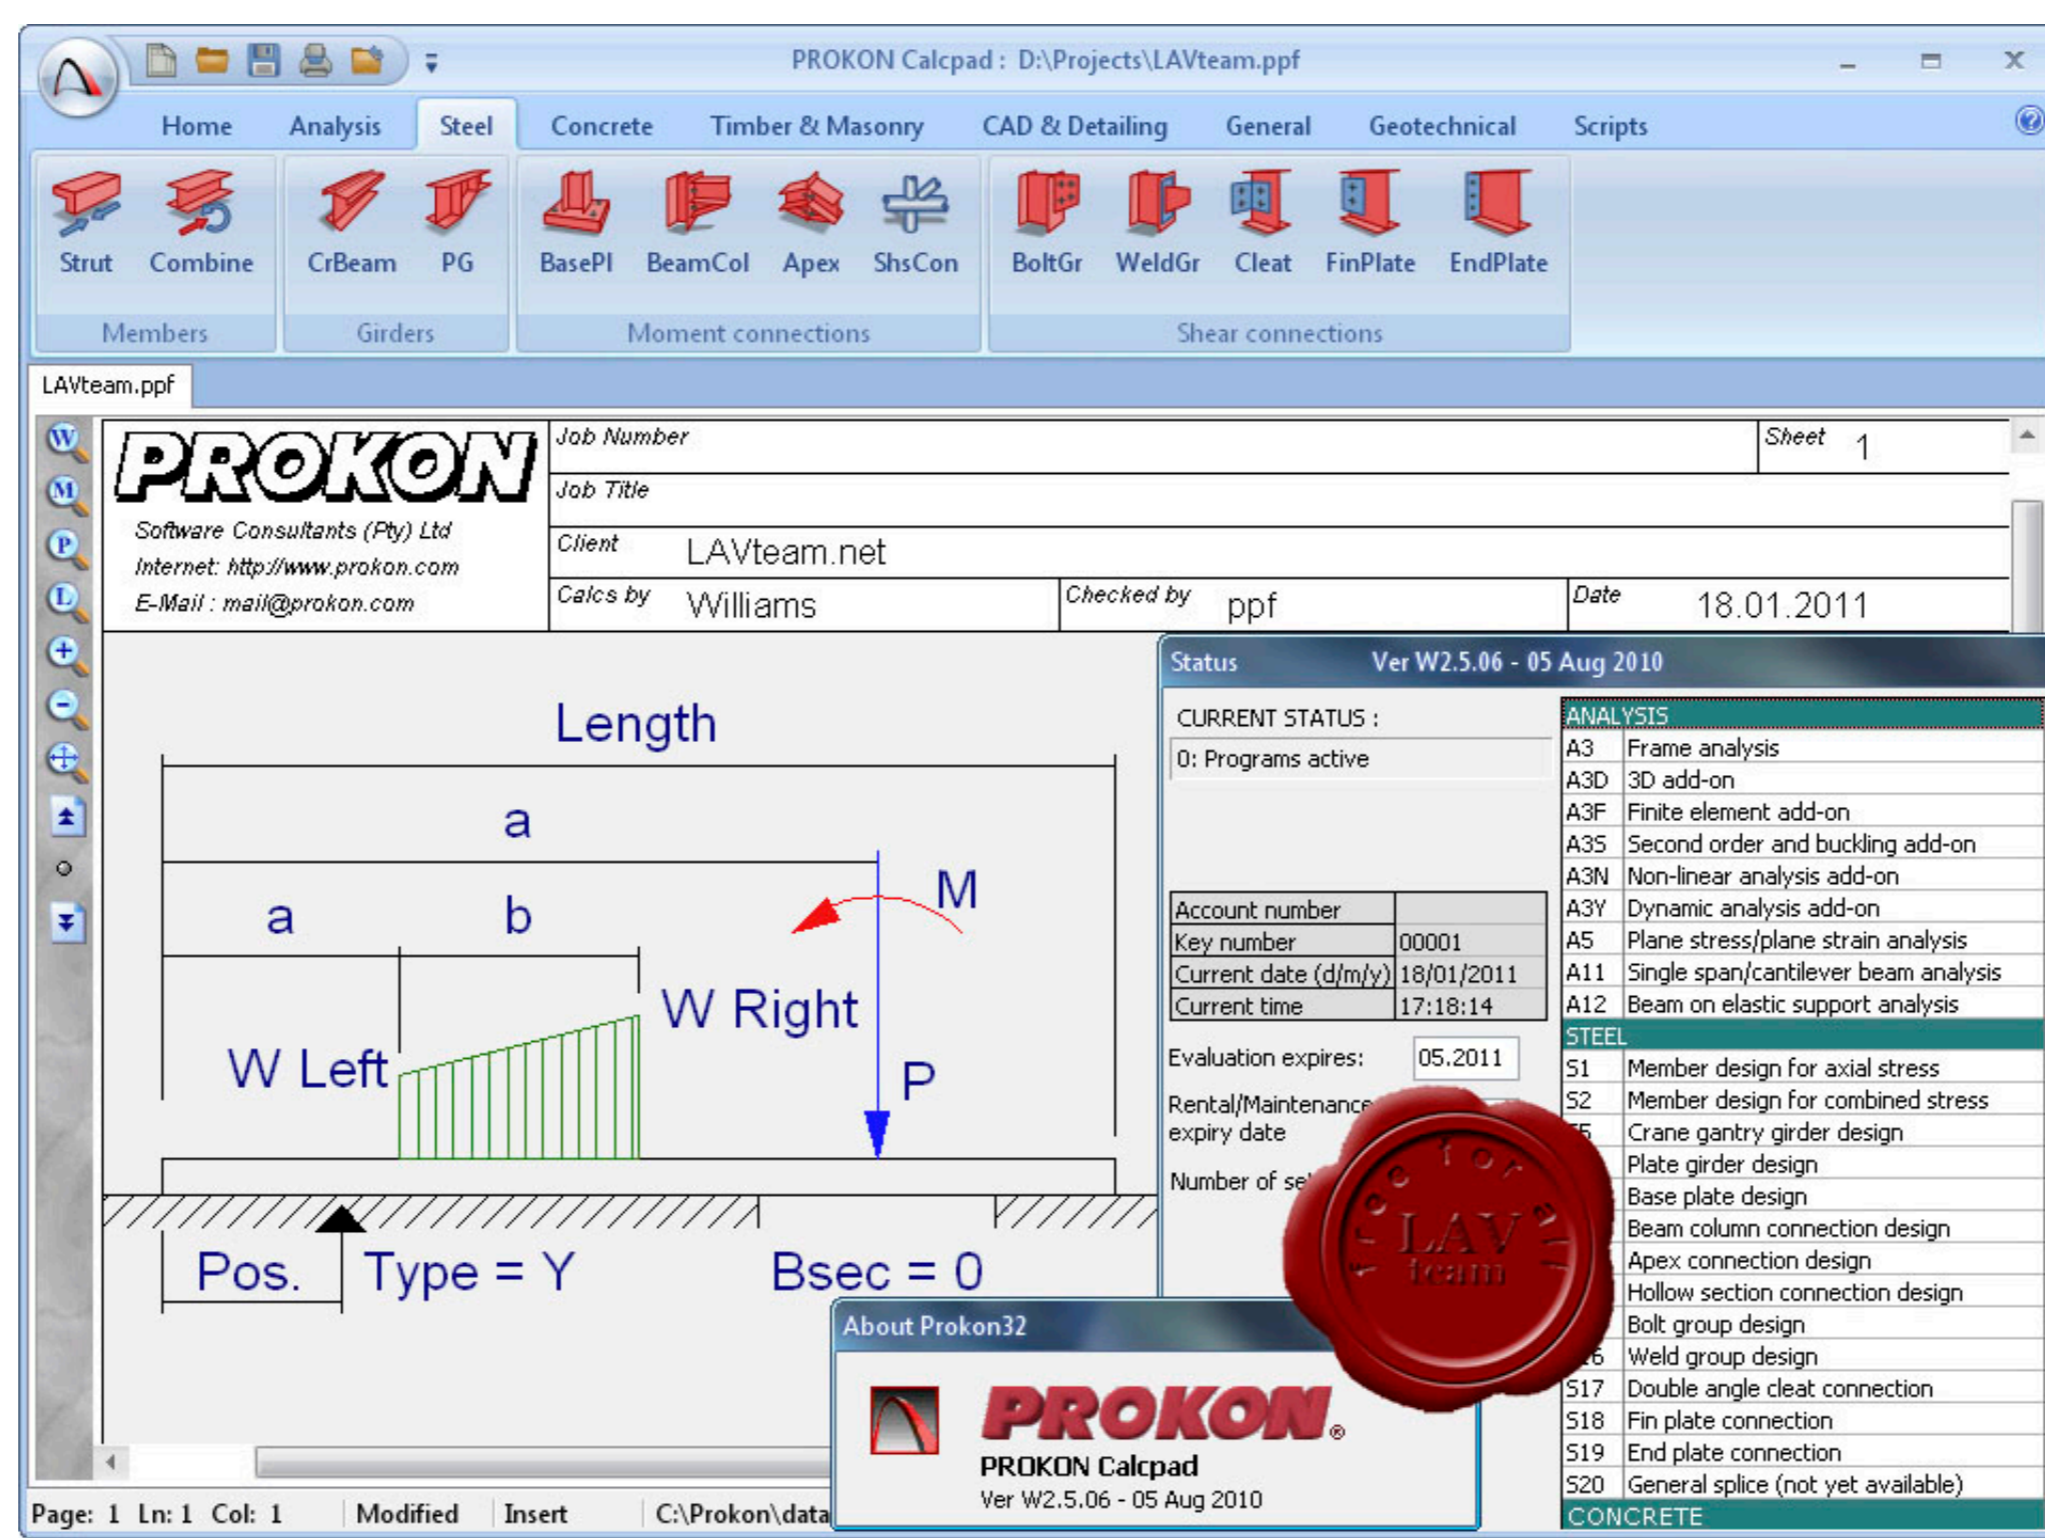 PROKON Calcpad : D:\Projects\LAVteam.ppf
Home Analysis Steel Concrete Timber & Masonry CAD & Detailing General Geotechnical Scripts
Strut Combine CrBeam PG BasePl BeamCol Apex ShsCon BoltGr WeldGr Cleat FinPlate EndPlate
Members Girders Moment connections Shear connections
LAVteam.ppf
W
M
P
L
PROKON
Software Consultants (Pty) Ltd
Internet: http://www.prokon.com
E-Mail : mail@prokon.com
Job Number
Sheet 1
Job Title
Client LAVteam.net
Calcs by Williams Checked by ppf Date 18.01.2011
Length
a
M
a b
W Right
W Left
P
Pos. Type = Y Bsec = 0
Status Ver W2.5.06 - 05 Aug 2010
CURRENT STATUS :
0: Programs active
Account number
Key number 00001
Current date (d/m/y) 18/01/2011
Current time 17:18:14
Evaluation expires: 05.2011
Rental/Maintenance
expiry date
Number of
ANALYSIS
A3 Frame analysis
A3D 3D add-on
A3F Finite element add-on
A3S Second order and buckling add-on
A3N Non-linear analysis add-on
A3Y Dynamic analysis add-on
A5 Plane stress/plane strain analysis
A11 Single span/cantilever beam analysis
A12 Beam on elastic support analysis
STEEL
S1 Member design for axial stress
S2 Member design for combined stress
Crane gantry girder design
Plate girder design
Base plate design
Beam column connection design
Apex connection design
Hollow section connection design
Bolt group design
Weld group design
S17 Double angle cleat connection
S18 Fin plate connection
S19 End plate connection
S20 General splice (not yet available)
CONCRETE
free for all
LAV
team
About Prokon32
PROKON®
PROKON Calcpad
Ver W2.5.06 - 05 Aug 2010
Page: 1 Ln: 1 Col: 1 Modified Insert C:\Prokon\data